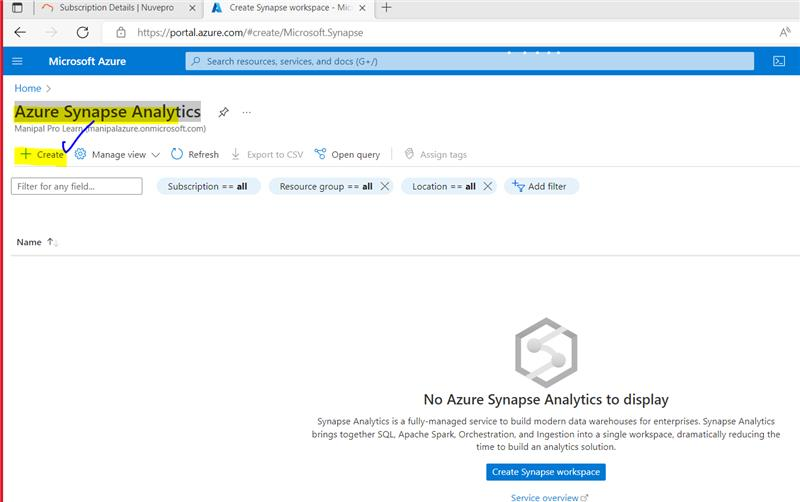 Subscription Details | Nuvepro
Create Synapse workspace - Mic
https://portal.azure.com/#create/Microsoft.Synapse
Microsoft Azure
Search resources, services, and docs (G+/)
Home
Azure Synapse Analytics
Manipal Pro Learn (manipalazure.onmicrosoft.com)
Create Manage view Refresh Export to CSV Open query Assign tags
Filter for any field... Subscription == all Resource group == all Location == all Add filter
Name
No Azure Synapse Analytics to display
Synapse Analytics is a fully-managed service to build modern data warehouses for enterprises. Synapse Analytics
brings together SQL, Apache Spark, Orchestration, and Ingestion into a single workspace, dramatically reducing the
time to build an analytics solution.
Create Synapse workspace
Service overview